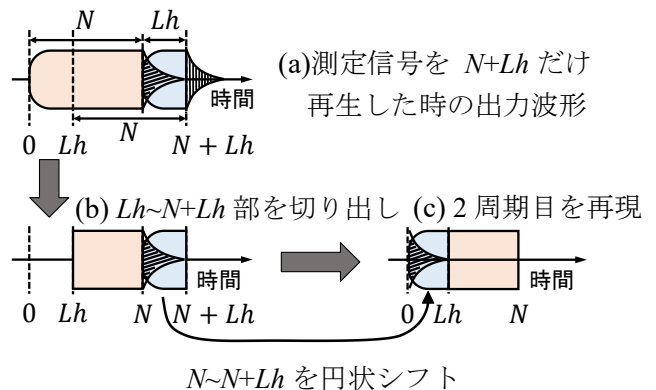 N Lh
(a)測定信号を N+Lh だけ
再生した時の出力波形
時間
N
0 Lh N + Lh
(b) Lh~N+Lh 部を切り出し (c) 2 周期目を再現
時間 時間
0 Lh N N + Lh 0 Lh N
N~N+Lh を円状シフト